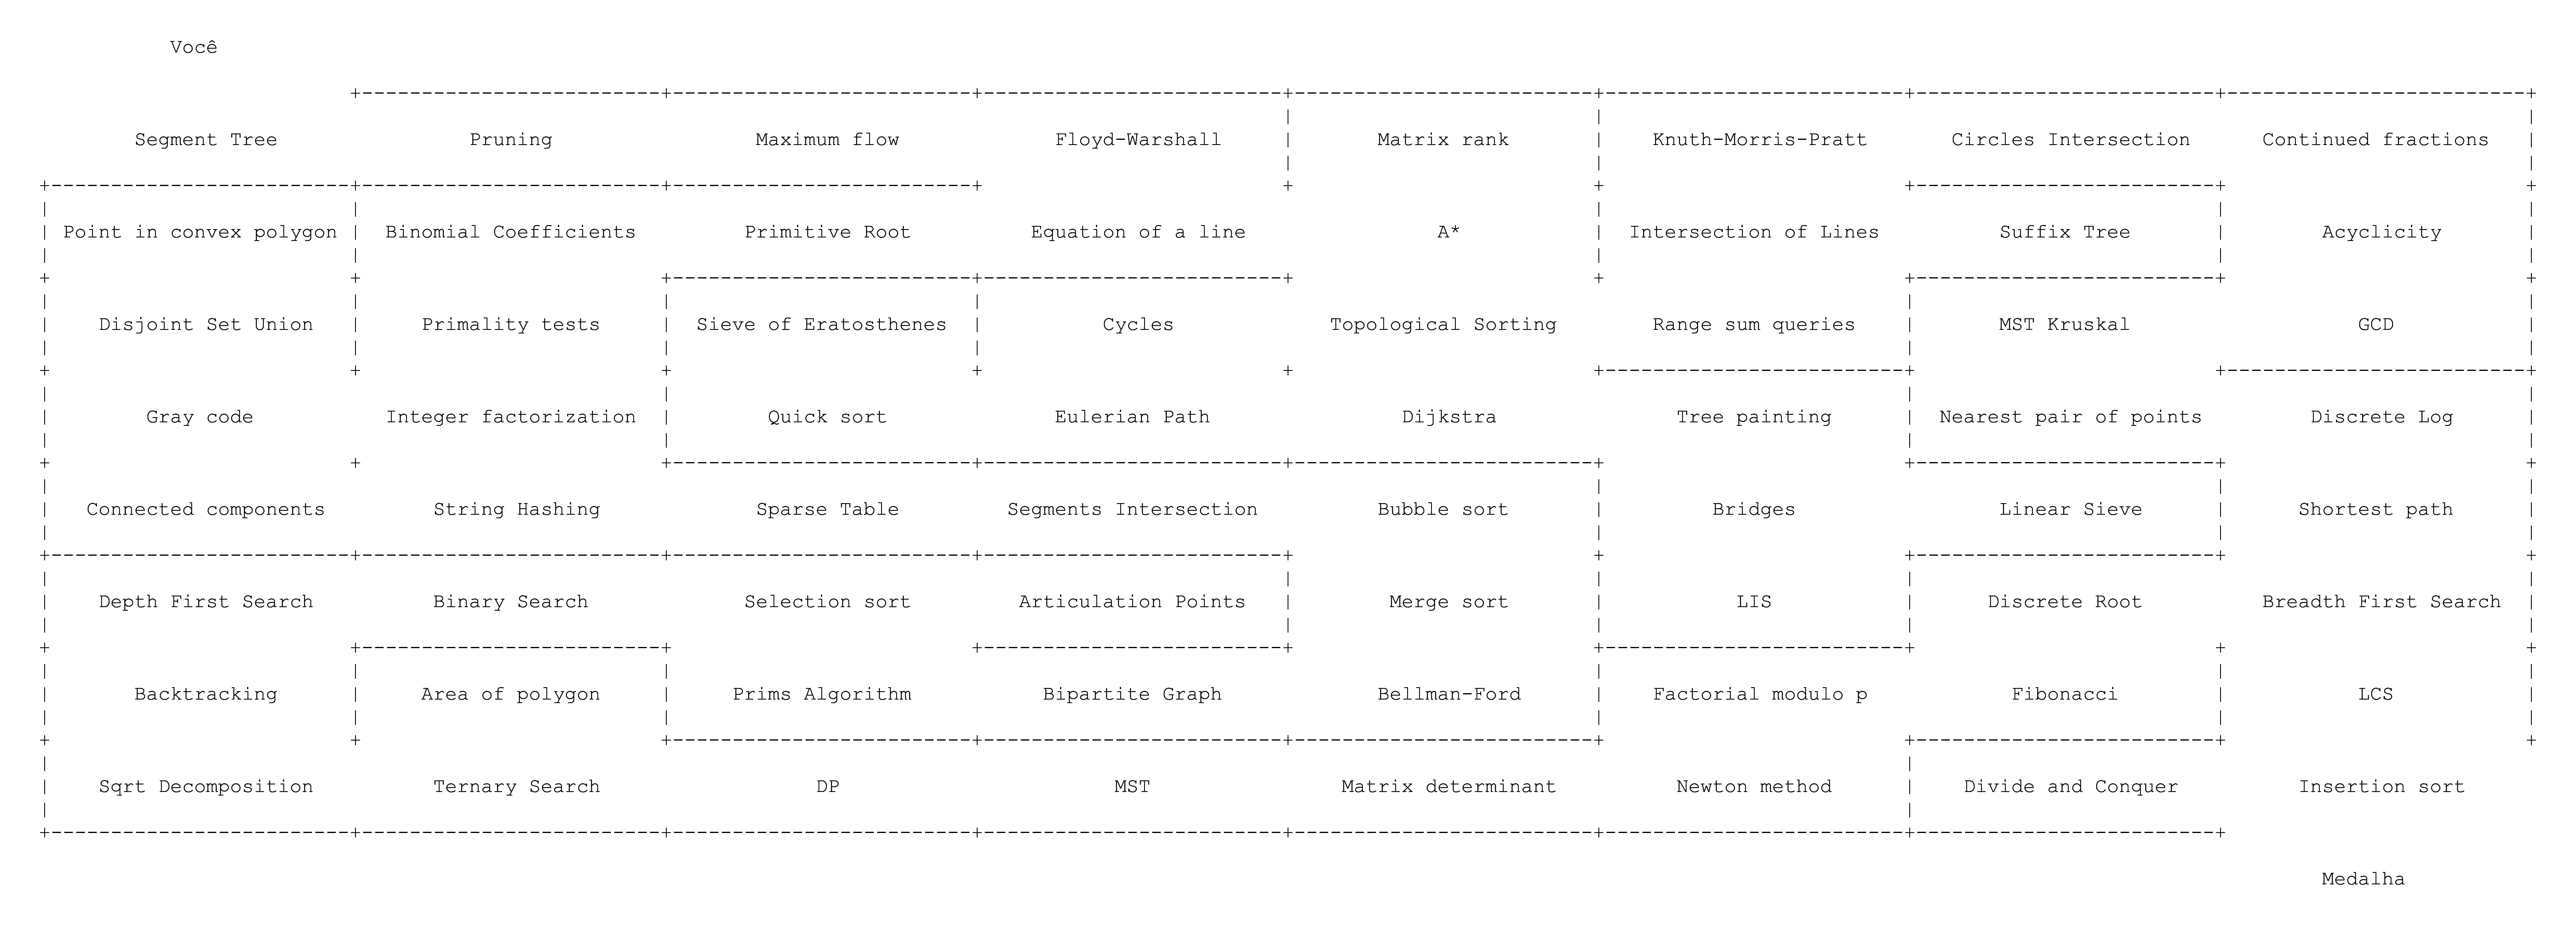 Você
Segment Tree Pruning Maximum flow Floyd-Warshall Matrix rank Knuth-Morris-Pratt Circles Intersection Continued fractions
Point in convex polygon Binomial Coefficients Primitive Root Equation of a line A* Intersection of Lines Suffix Tree Acyclicity
Disjoint Set Union Primality tests Sieve of Eratosthenes Cycles Topological Sorting Range sum queries MST Kruskal GCD
Gray code Integer factorization Quick sort Eulerian Path Dijkstra Tree painting Nearest pair of points Discrete Log
Connected components String Hashing Sparse Table Segments Intersection Bubble sort Bridges Linear Sieve Shortest path
Depth First Search Binary Search Selection sort Articulation Points Merge sort LIS Discrete Root Breadth First Search
Backtracking Area of polygon Prims Algorithm Bipartite Graph Bellman-Ford Factorial modulo p Fibonacci LCS
Sqrt Decomposition Ternary Search DP MST Matrix determinant Newton method Divide and Conquer Insertion sort
Medalha